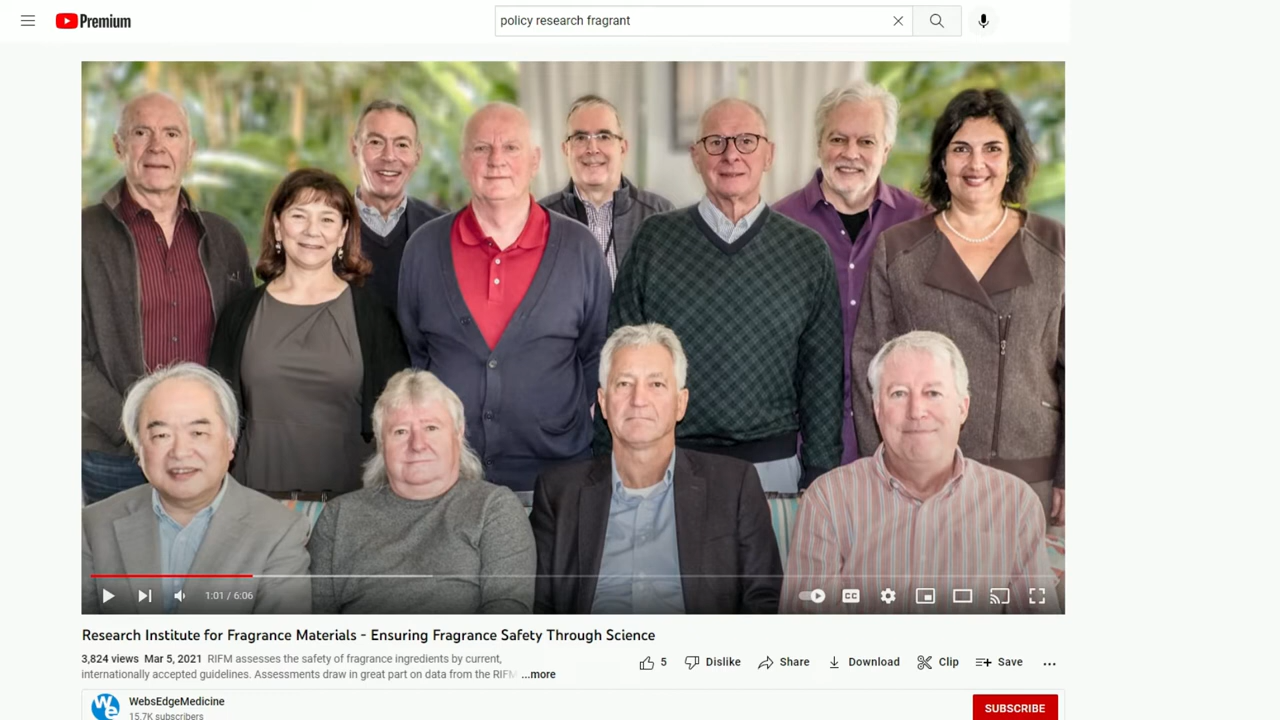 Premium
policy research fragrant
1:01 / 6:06
CC
Research Institute for Fragrance Materials - Ensuring Fragrance Safety Through Science
3,824 views Mar 5, 2021 RIFM assesses the safety of fragrance ingredients by current,
internationally accepted guidelines. Assessments draw in great part on data from the RIFM ...more
5 Dislike Share Download Clip Save
We
WebsEdgeMedicine
15.7K subscribers
SUBSCRIBE